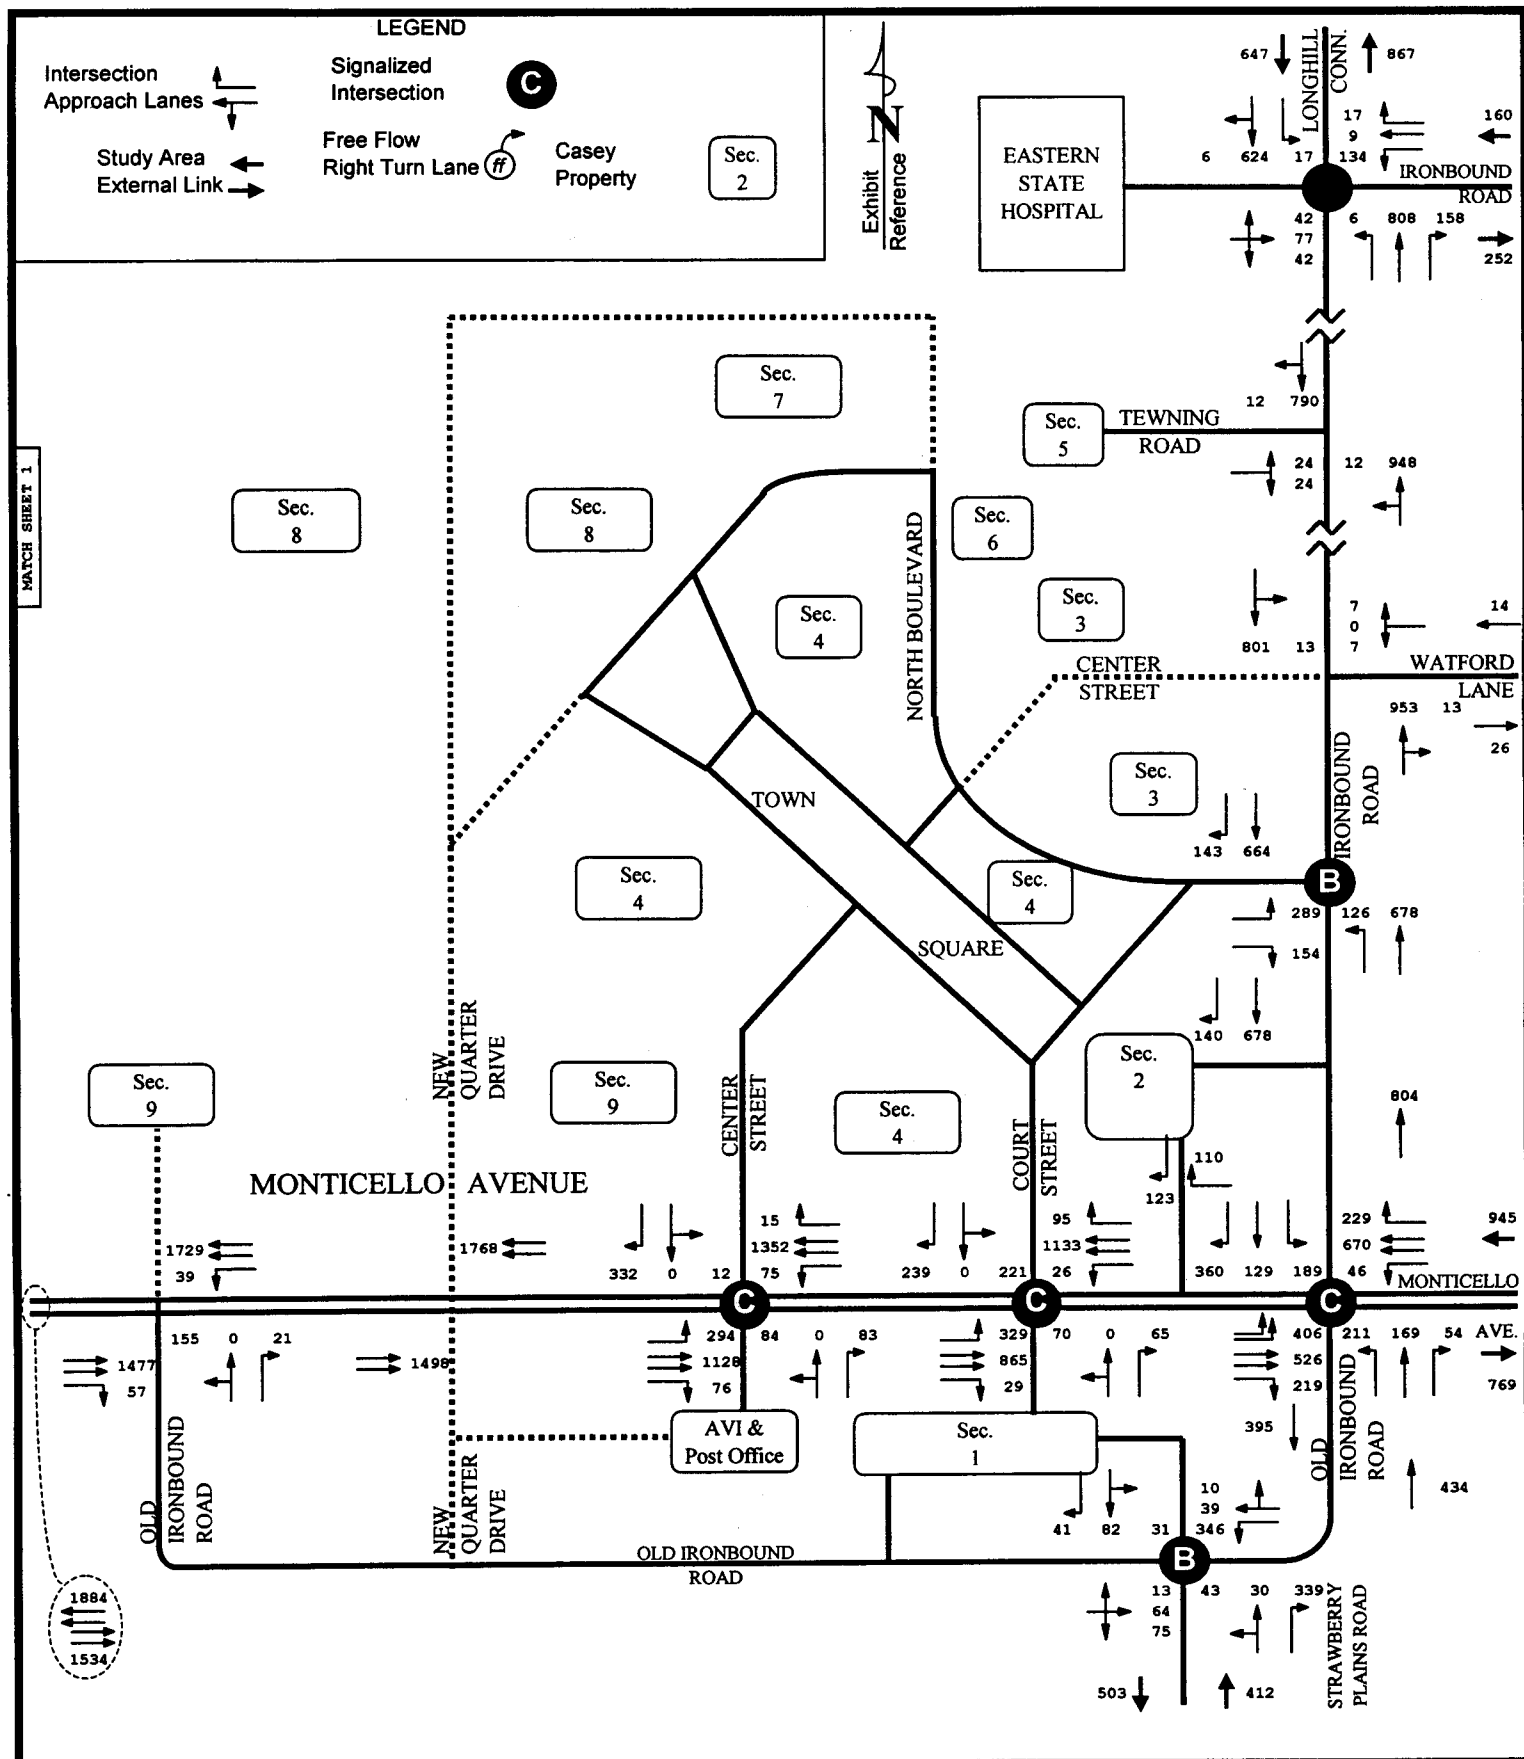 LEGEND
Intersection
Approach Lanes
Signalized
Intersection
C
Study Area
External Link
Free Flow
Right Turn Lane ff
Casey
Property
Sec.
2
Exhibit
Reference
N
647
LONGHILL
CONN.
867
17
9
160
6 624 17 134
IRONBOUND
ROAD
EASTERN
STATE
HOSPITAL
42 6 808 158
77
42
252
Sec.
7
12 790
Sec.
5
TEWNING
ROAD
24 12 948
24
MATCH SHEET 1
Sec.
8
Sec.
8
NORTH BOULEVARD
Sec.
6
Sec.
4
Sec.
3
7 14
0
801 13 7
CENTER
STREET
WATFORD
LANE
953 13
26
IRONBOUND
ROAD
Sec.
3
TOWN
143 664
B
Sec.
4
Sec.
4
289 126 678
154
SQUARE
140 678
NEW
QUARTER
DRIVE
Sec.
9
Sec.
9
CENTER
STREET
Sec.
4
COURT
STREET
Sec.
2
804
110
123
MONTICELLO AVENUE
1729
39
1768
15
1352
332 0 12 75
95
1133
239 0 221 26
229 945
670
360 129 189 46
MONTICELLO
C
C
C
AVE.
155 0 21
1477
57
1498
294 84 0 83
1128
76
329 70 0 65
865
29
406 211 169 54
526
219
769
395
OLD
IRONBOUND
ROAD
434
AVI &
Post Office
Sec.
1
OLD
IRONBOUND
ROAD
NEW
QUARTER
DRIVE
10
39
41 82 31 346
OLD IRONBOUND
ROAD
B
13 43 30 339
64
75
STRAWBERRY
PLAINS ROAD
1884
1534
503 412